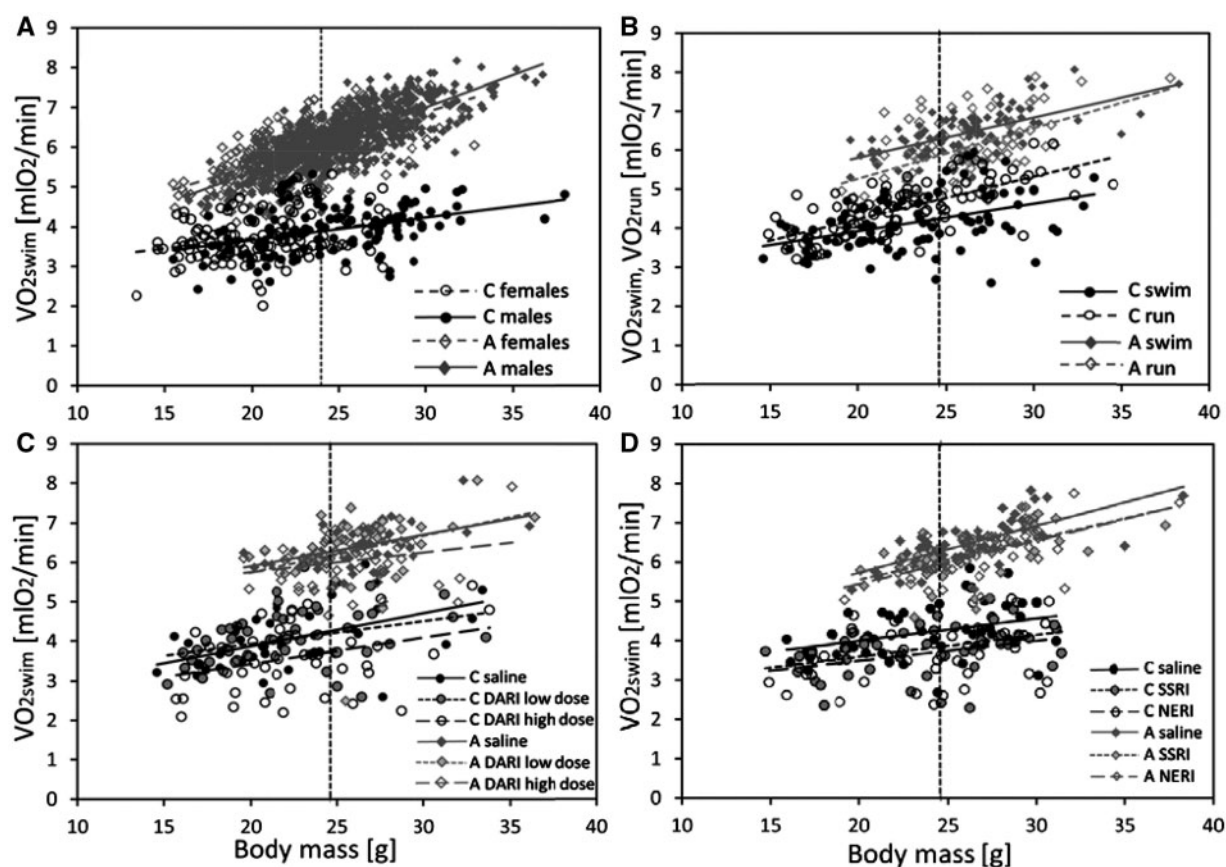 A
9
8
7
6
5
4
3
2
1
0
VO2swim [mlO2/min]
C females
C males
A females
A males
10 15 20 25 30 35 40
B
9
8
7
6
5
4
3
2
1
0
VO2swim, VO2run [mlO2/min]
C swim
C run
A swim
A run
10 15 20 25 30 35 40
C
9
8
7
6
5
4
3
2
1
0
VO2swim [mlO2/min]
C saline
C DARI low dose
C DARI high dose
A saline
A DARI low dose
A DARI high dose
10 15 20 25 30 35 40
Body mass [g]
D
9
8
7
6
5
4
3
2
1
0
VO2swim [mlO2/min]
C saline
C SSRI
C NERI
A saline
A SSRI
A NERI
10 15 20 25 30 35 40
Body mass [g]